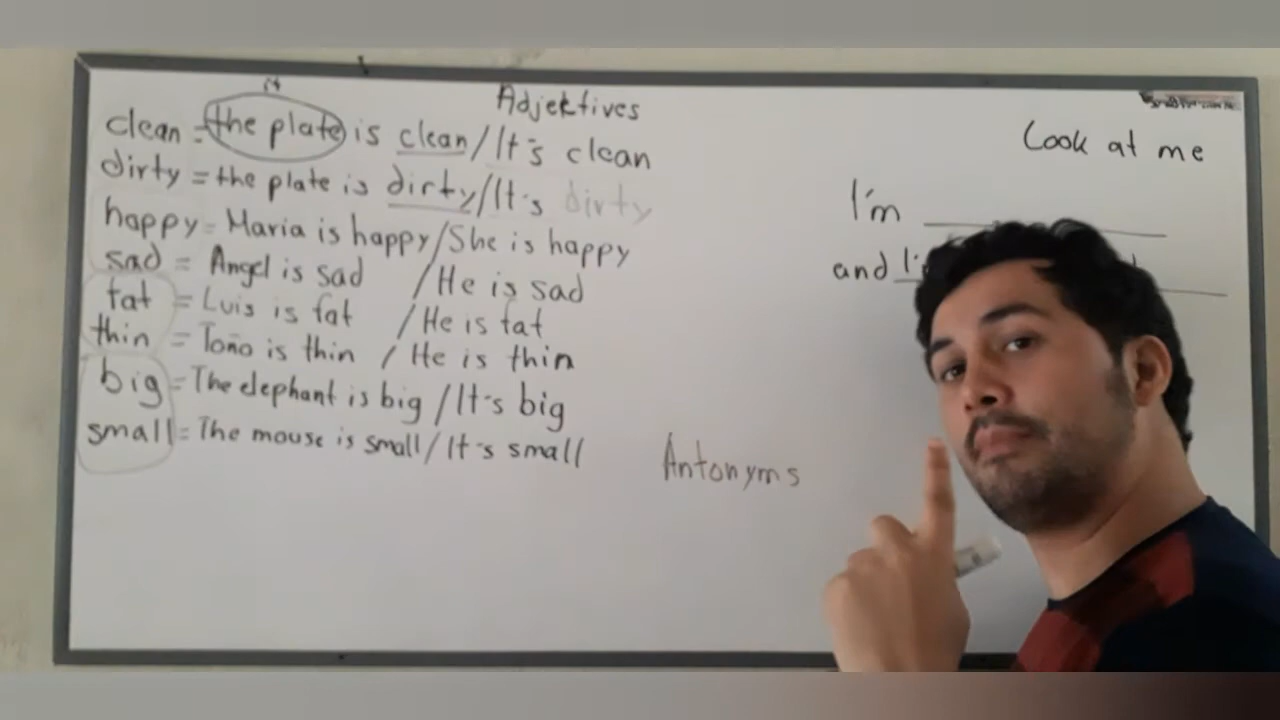 Adjectives
it
clean = the plate is clean/It's clean
dirty = the plate is dirty/It's dirty
happy = Maria is happy/She is happy
sad = Angel is sad /He is sad
fat = Luis is fat /He is fat
thin = Toño is thin / He is thin
big = The elephant is big /It's big
small = The mouse is small/It's small
Antonyms
Look at me
I'm
and